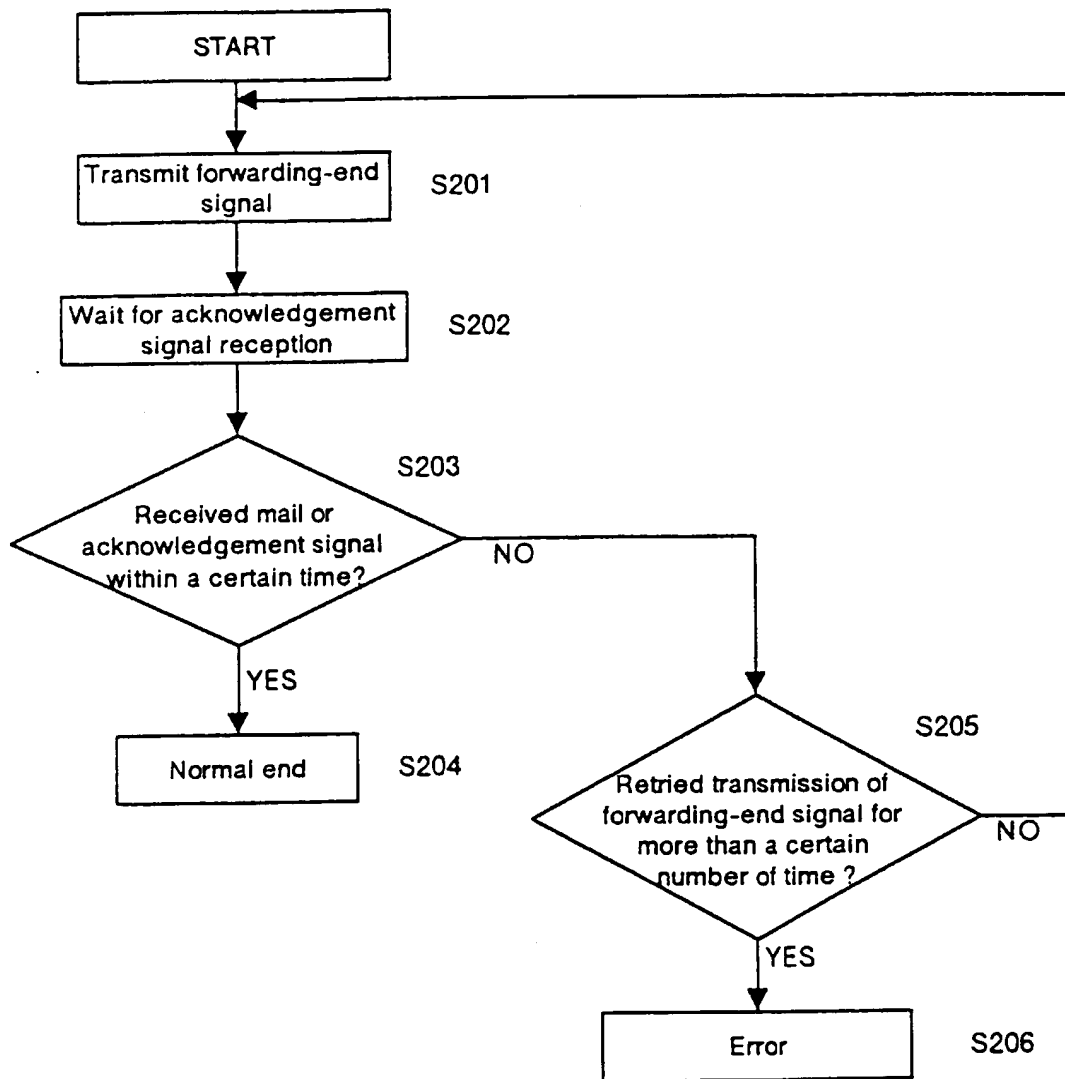 START
Transmit forwarding-end
signal
S201
Wait for acknowledgement
signal reception
S202
S203
Received mail or
acknowledgement signal
within a certain time?
NO
YES
Normal end
S204
S205
Retried transmission of
forwarding-end signal for
more than a certain
number of time ?
NO
YES
Error
S206